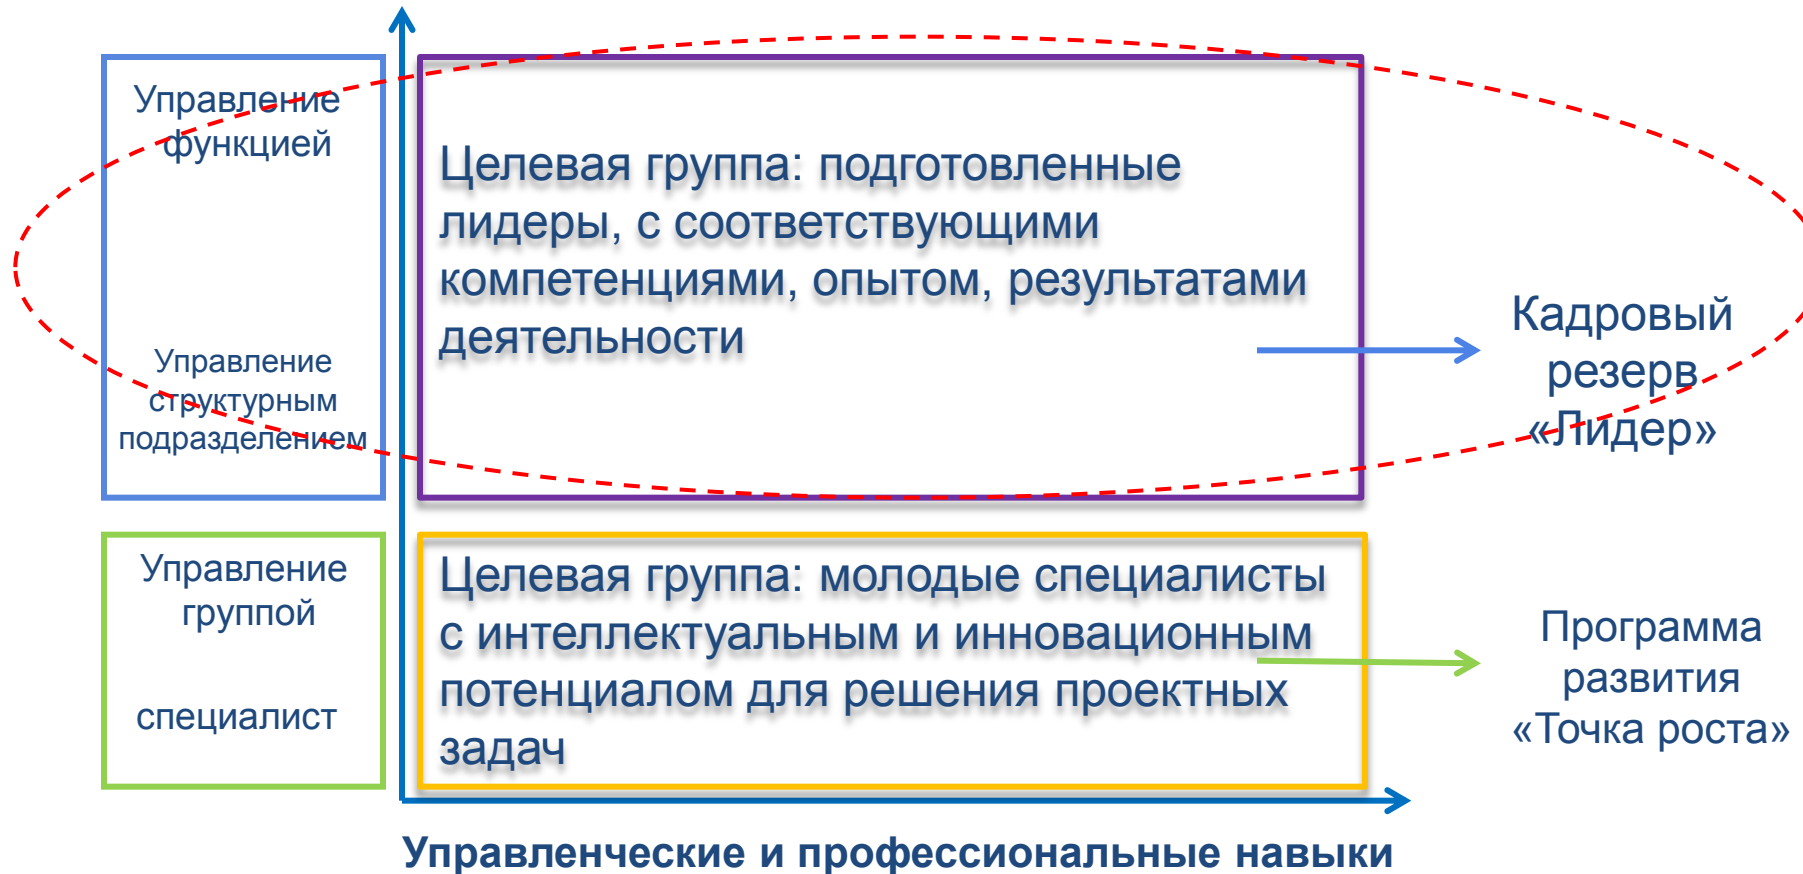 Управление
функцией
Управление
структурным
подразделением
Целевая группа: подготовленные
лидеры, с соответствующими
компетенциями, опытом, результатами
деятельности
Кадровый
резерв
«Лидер»
Управление
группой
специалист
Целевая группа: молодые специалисты
с интеллектуальным и инновационным
потенциалом для решения проектных
задач
Программа
развития
«Точка роста»
Управленческие и профессиональные навыки